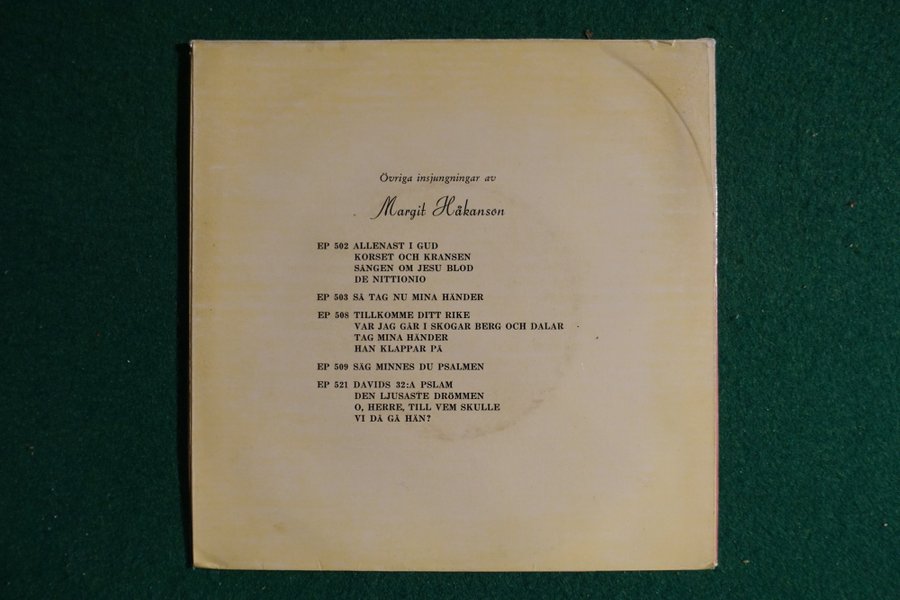 Övriga insjungningar av
Margit Håkanson
EP 502 ALLENAST I GUD
KORSET OCH KRANSEN
SÅNGEN OM JESU BLOD
DE NITTIONIO
EP 503 SÅ TAG NU MINA HÄNDER
EP 508 TILLKOMME DITT RIKE
VAR JAG GÅR I SKOGAR BERG OCH DALAR
TAG MINA HÄNDER
HAN KLAPPAR PÅ
EP 509 SÄG MINNES DU PSALMEN
EP 521 DAVIDS 32:A PSLAM
DEN LJUSASTE DRÖMMEN
O, HERRE, TILL VEM SKULLE
VI DÅ GÅ HÄN?